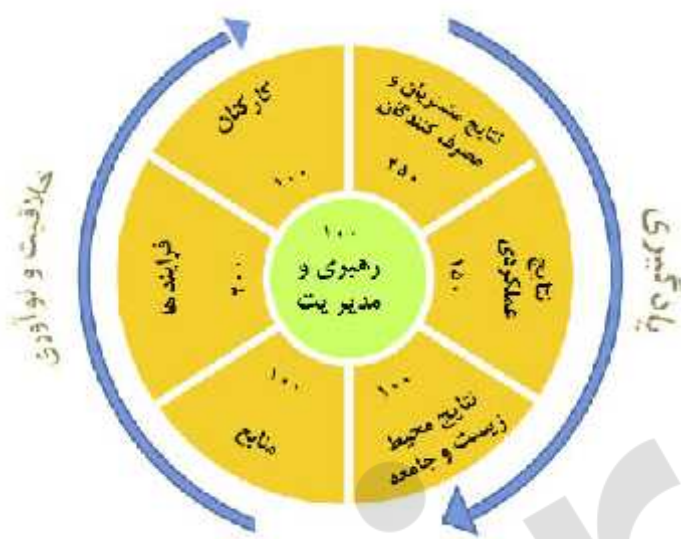 کارکنان
۱۰۰
نتایج مشتریان و
مصرف کنندگان
۲۵۰
نتایج
عملکردی
۱۵۰
۱۰۰
نتایج محیط
زیست و جامعه
۱۰۰
منابع
فرایندها
۲۰۰
۱۰۰
رهبری و
مدیریت
یادگیری
خلاقیت و نوآوری